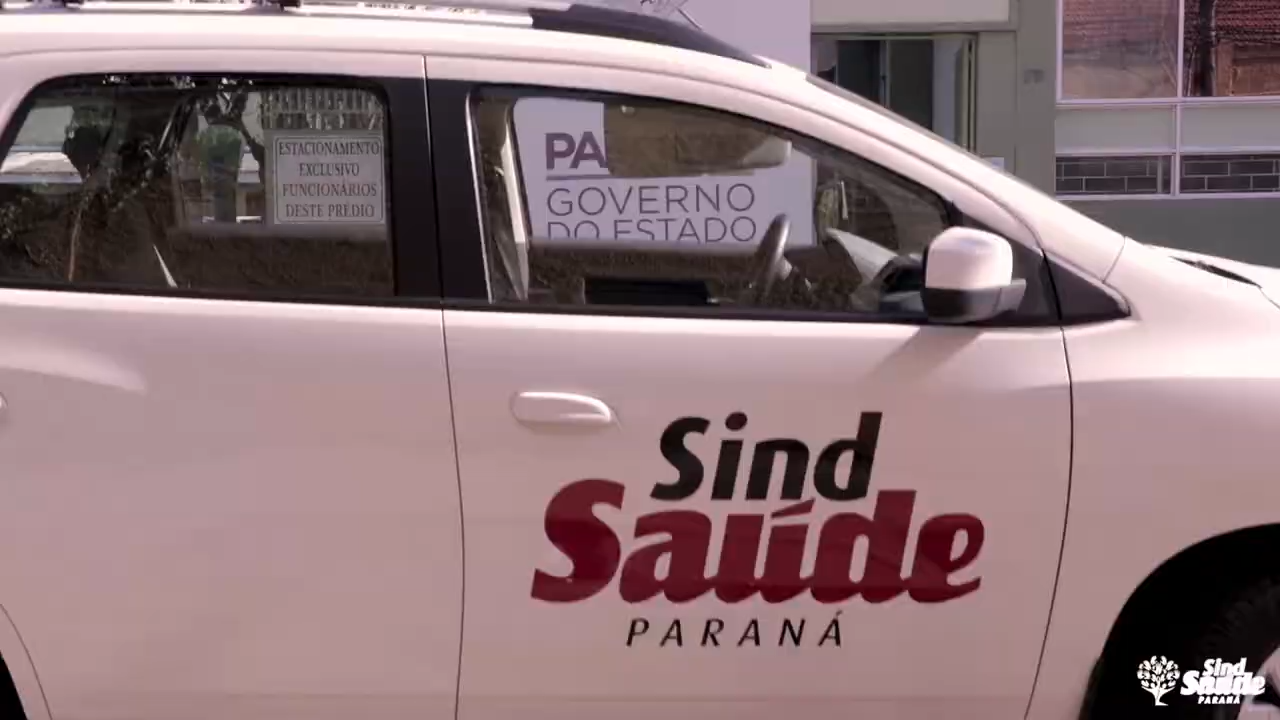 ESTACIONAMENTO
EXCLUSIVO
FUNCIONÁRIOS
DESTE PRÉDIO
PA
GOVERNO
DO ESTADO
Sind
Saúde
PARANÁ
Sind
Saúde
PARANÁ